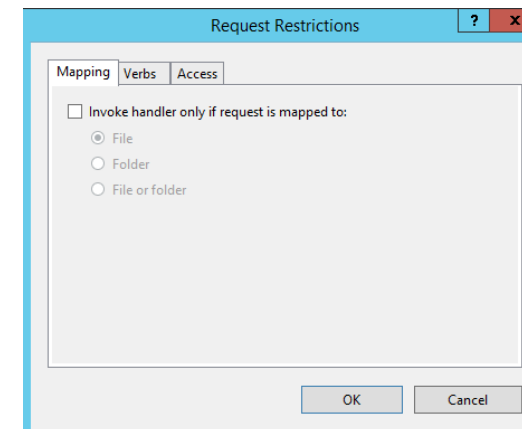 Request Restrictions
? x
Mapping Verbs Access
Invoke handler only if request is mapped to:
File
Folder
File or folder
OK Cancel